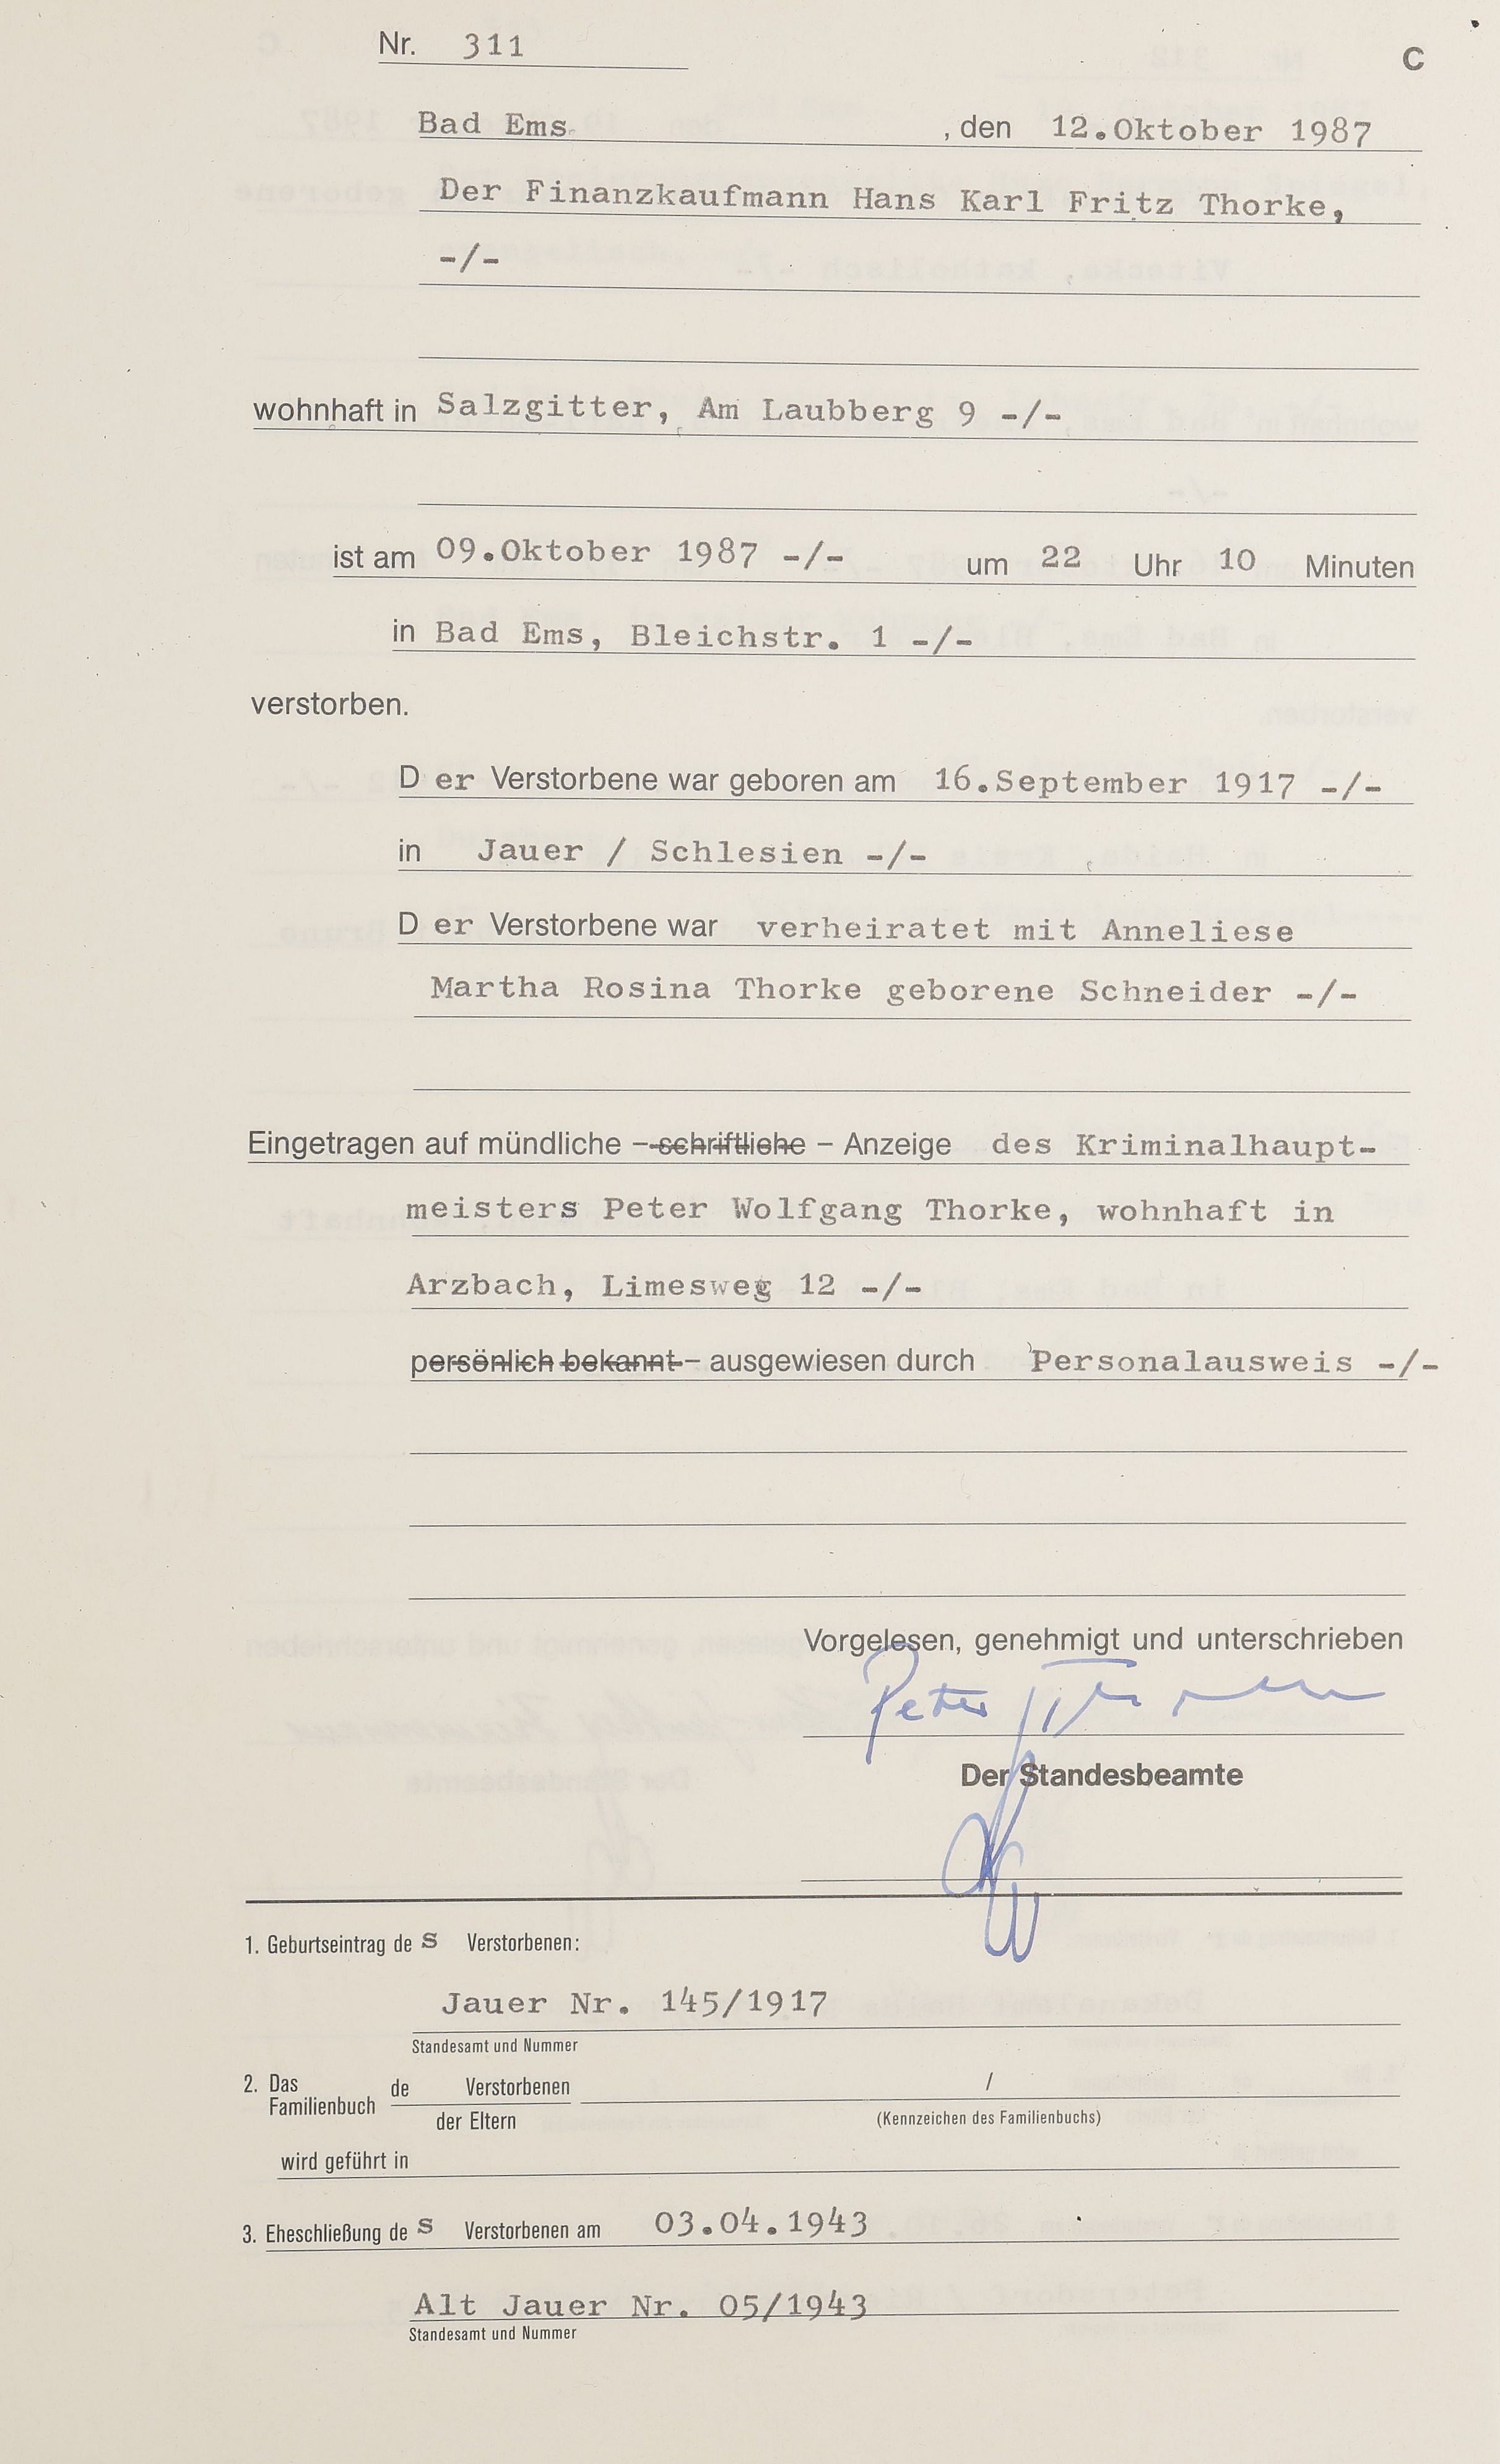 Nr. 311
C
Bad Ems , den 12.Oktober 1987
Der Finanzkaufmann Hans Karl Fritz Thorke,
-/-
wohnhaft in Salzgitter, Am Laubberg 9 -/-
ist am 09.Oktober 1987 -/- um 22 Uhr 10 Minuten
in Bad Ems, Bleichstr. 1 -/-
verstorben.
D er Verstorbene war geboren am 16.September 1917 -/-
in Jauer / Schlesien -/-
D er Verstorbene war verheiratet mit Anneliese
Martha Rosina Thorke geborene Schneider -/-
Eingetragen auf mündliche – schriftliche – Anzeige des Kriminalhaupt-
meisters Peter Wolfgang Thorke, wohnhaft in
Arzbach, Limesweg 12 -/-
persönlich bekannt – ausgewiesen durch Personalausweis -/-
Vorgelesen, genehmigt und unterschrieben
Peter Thorke
Der Standesbeamte
1. Geburtseintrag de s Verstorbenen:
Jauer Nr. 145/1917
Standesamt und Nummer
2. Das Familienbuch de Verstorbenen /
der Eltern (Kennzeichen des Familienbuchs)
wird geführt in
3. Eheschließung de s Verstorbenen am 03.04.1943
Alt Jauer Nr. 05/1943
Standesamt und Nummer